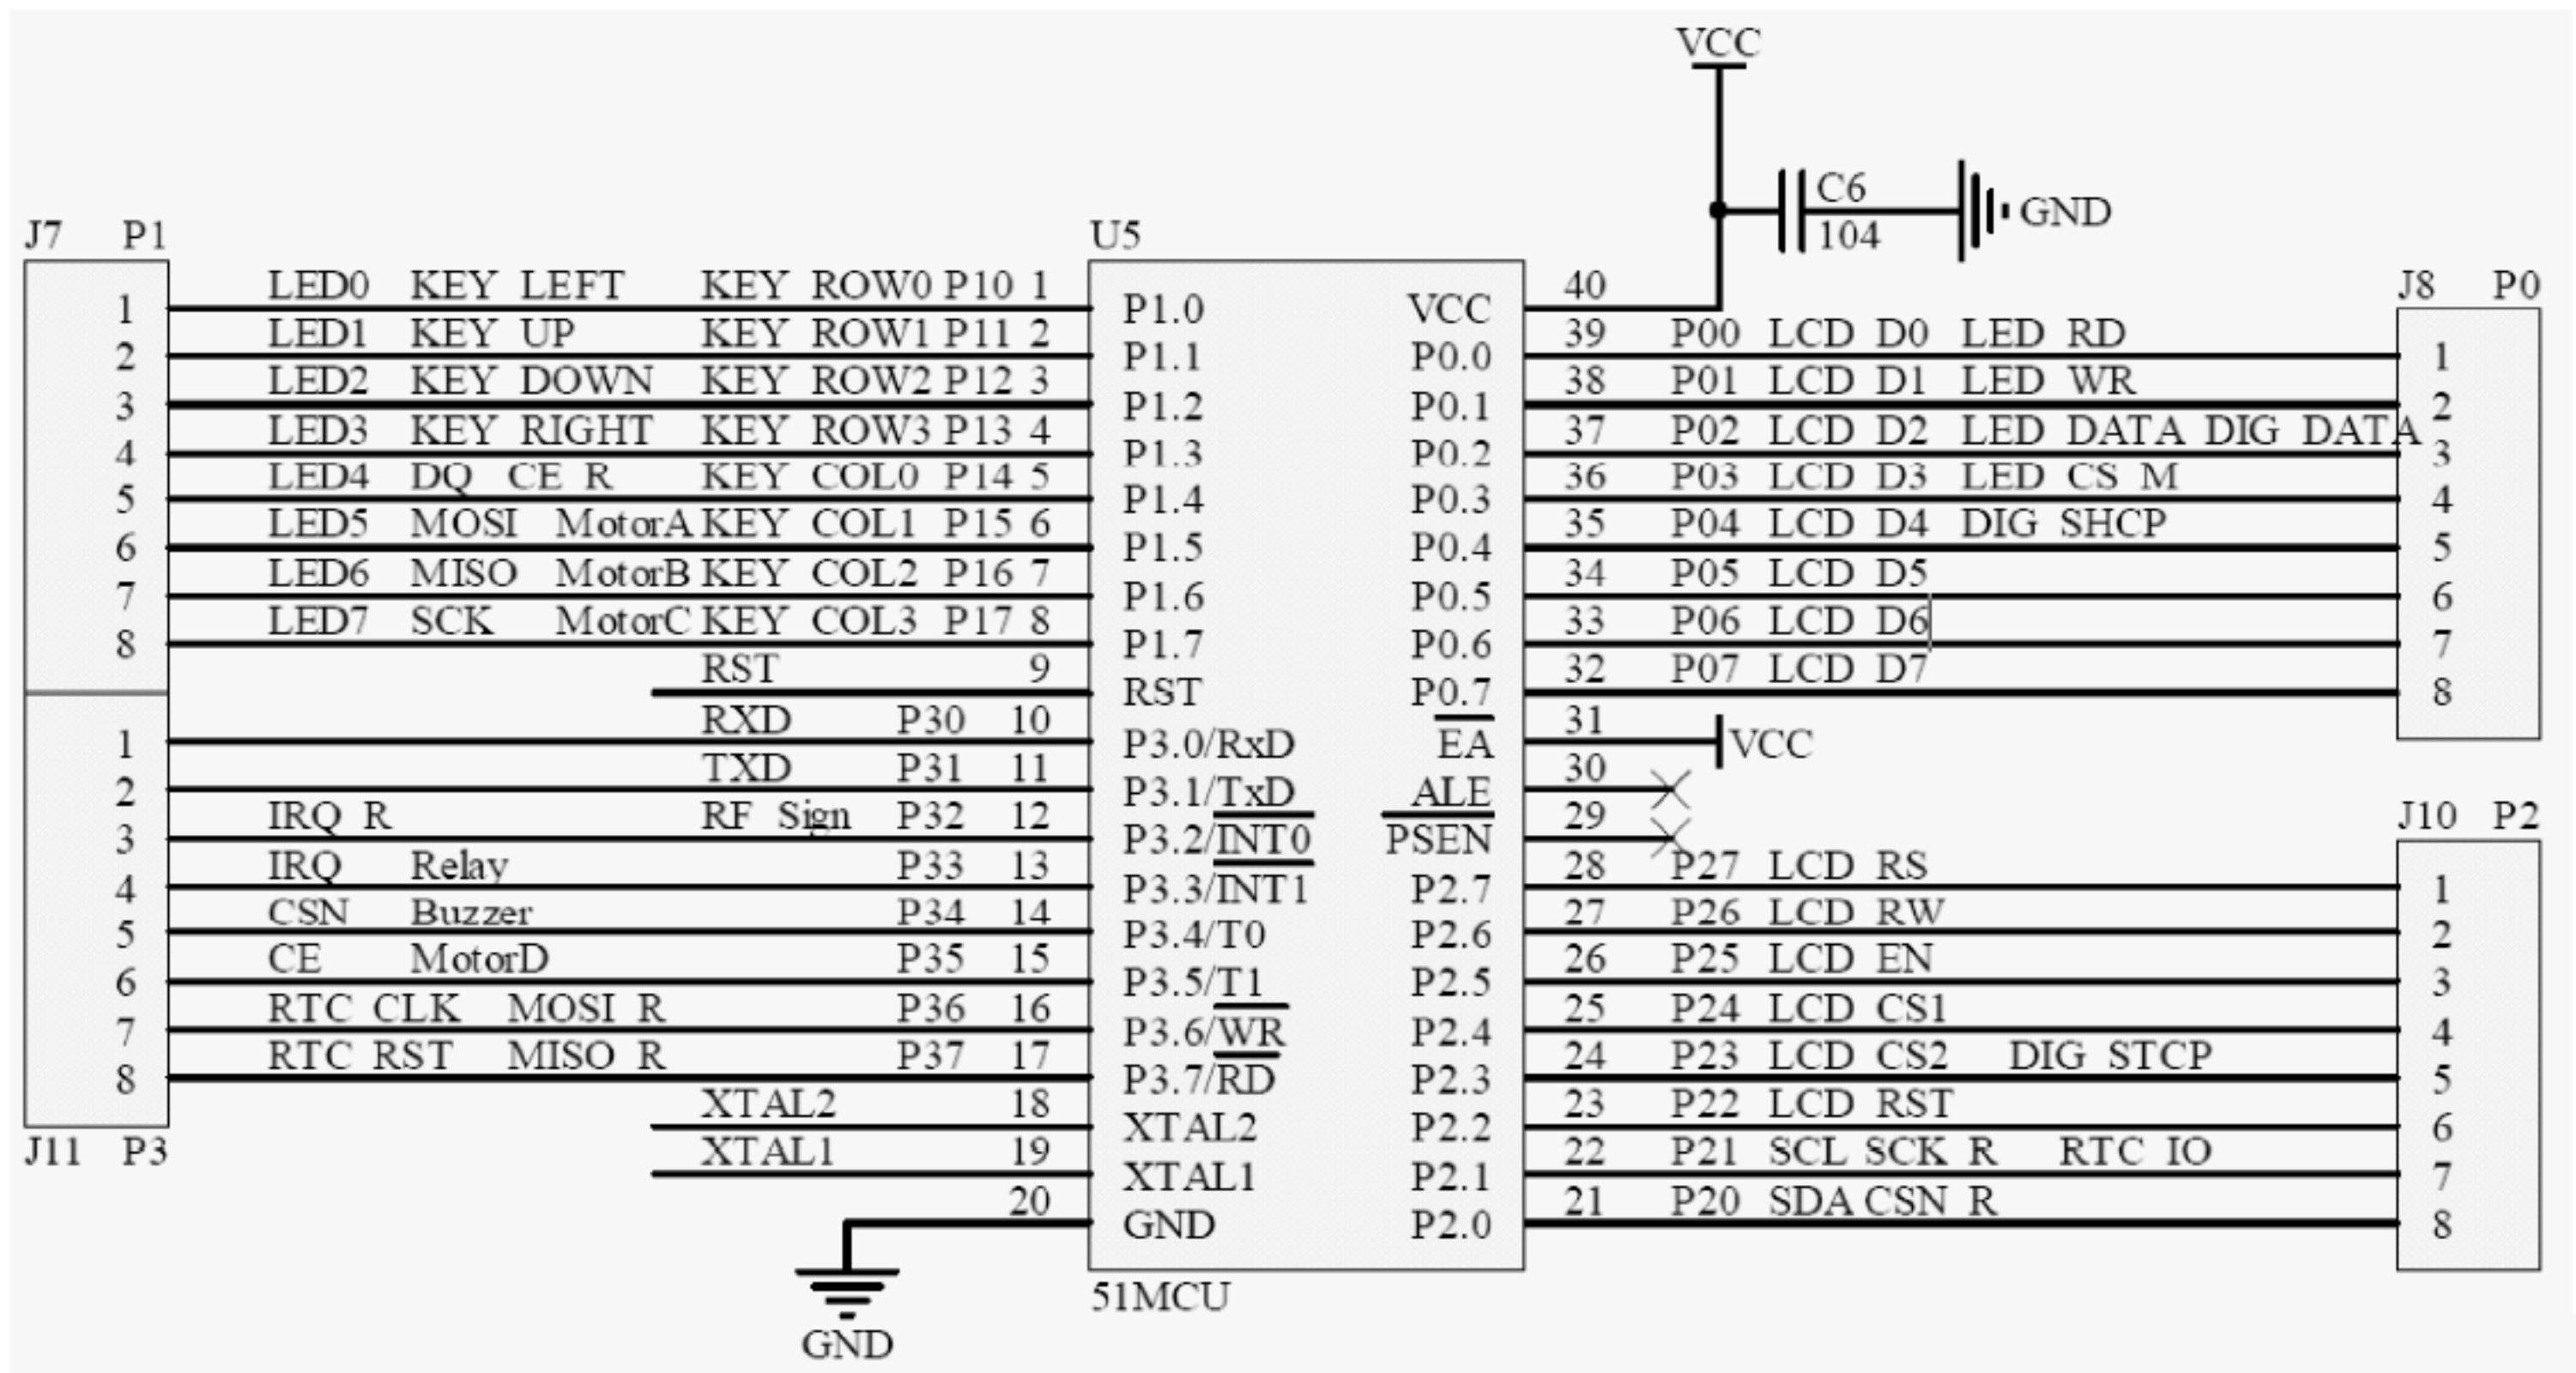 VCC
C6
104
GND
J7 P1
U5
J8 P0
LED0 KEY LEFT KEY ROW0 P10 1
1 P1.0 VCC 40
LED1 KEY UP KEY ROW1 P11 2
2 P1.1 P0.0 39 P00 LCD D0 LED RD 1
LED2 KEY DOWN KEY ROW2 P12 3
3 P1.2 P0.1 38 P01 LCD D1 LED WR 2
LED3 KEY RIGHT KEY ROW3 P13 4
4 P1.3 P0.2 37 P02 LCD D2 LED DATA DIG DATA 3
LED4 DQ CE R KEY COL0 P14 5
5 P1.4 P0.3 36 P03 LCD D3 LED CS M 4
LED5 MOSI MotorA KEY COL1 P15 6
6 P1.5 P0.4 35 P04 LCD D4 DIG SHCP 5
LED6 MISO MotorB KEY COL2 P16 7
7 P1.6 P0.5 34 P05 LCD D5 6
LED7 SCK MotorC KEY COL3 P17 8
8 P1.7 P0.6 33 P06 LCD D6 7
RST 9
RST P0.7 32 P07 LCD D7 8
RXD P30 10
1 P3.0/RxD EA 31 VCC
TXD P31 11
2 P3.1/TxD ALE 30
IRQ R RF Sign P32 12
3 P3.2/INT0 PSEN 29
J10 P2
IRQ Relay P33 13
4 P3.3/INT1 P2.7 28 P27 LCD RS 1
CSN Buzzer P34 14
5 P3.4/T0 P2.6 27 P26 LCD RW 2
CE MotorD P35 15
6 P3.5/T1 P2.5 26 P25 LCD EN 3
RTC CLK MOSI R P36 16
7 P3.6/WR P2.4 25 P24 LCD CS1 4
RTC RST MISO R P37 17
8 P3.7/RD P2.3 24 P23 LCD CS2 DIG STCP 5
XTAL2 18
XTAL2 P2.2 23 P22 LCD RST 6
J11 P3
XTAL1 19
XTAL1 P2.1 22 P21 SCL SCK R RTC IO 7
20
GND P2.0 21 P20 SDA CSN R 8
51MCU
GND